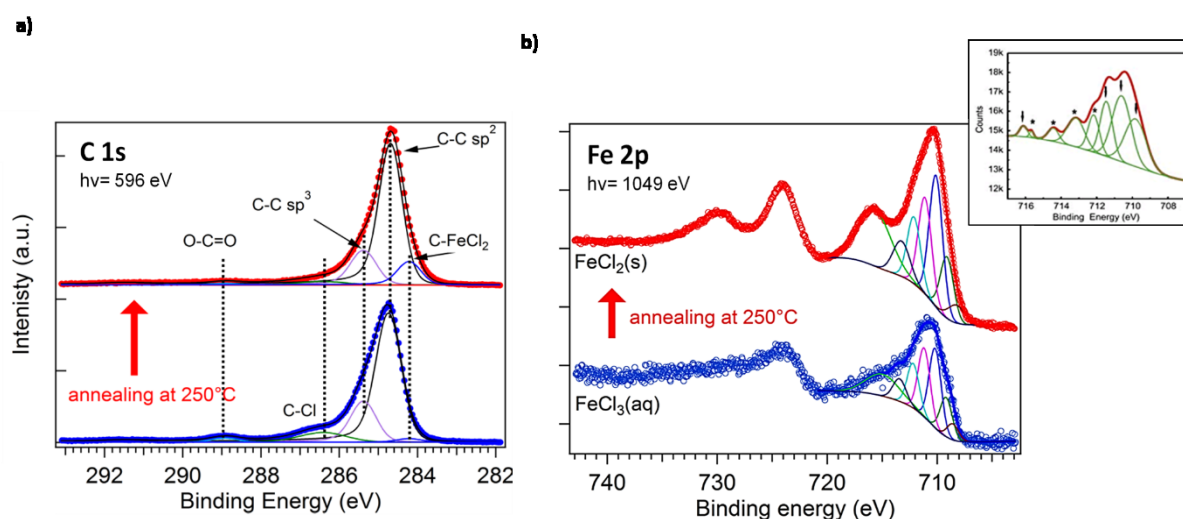 a)
C 1s
hν= 596 eV
C-C sp²
C-C sp³
C-FeCl₂
O-C=O
annealing at 250°C
C-Cl
Intenisty (a.u.)
292 290 288 286 284 282
Binding Energy (eV)
b)
Fe 2p
hν= 1049 eV
FeCl₂(s)
annealing at 250°C
FeCl₃(aq)
740 730 720 710
Binding energy (eV)
19k
18k
17k
16k
15k
14k
13k
12k
Counts
716 714 712 710 708
Binding Energy (eV)